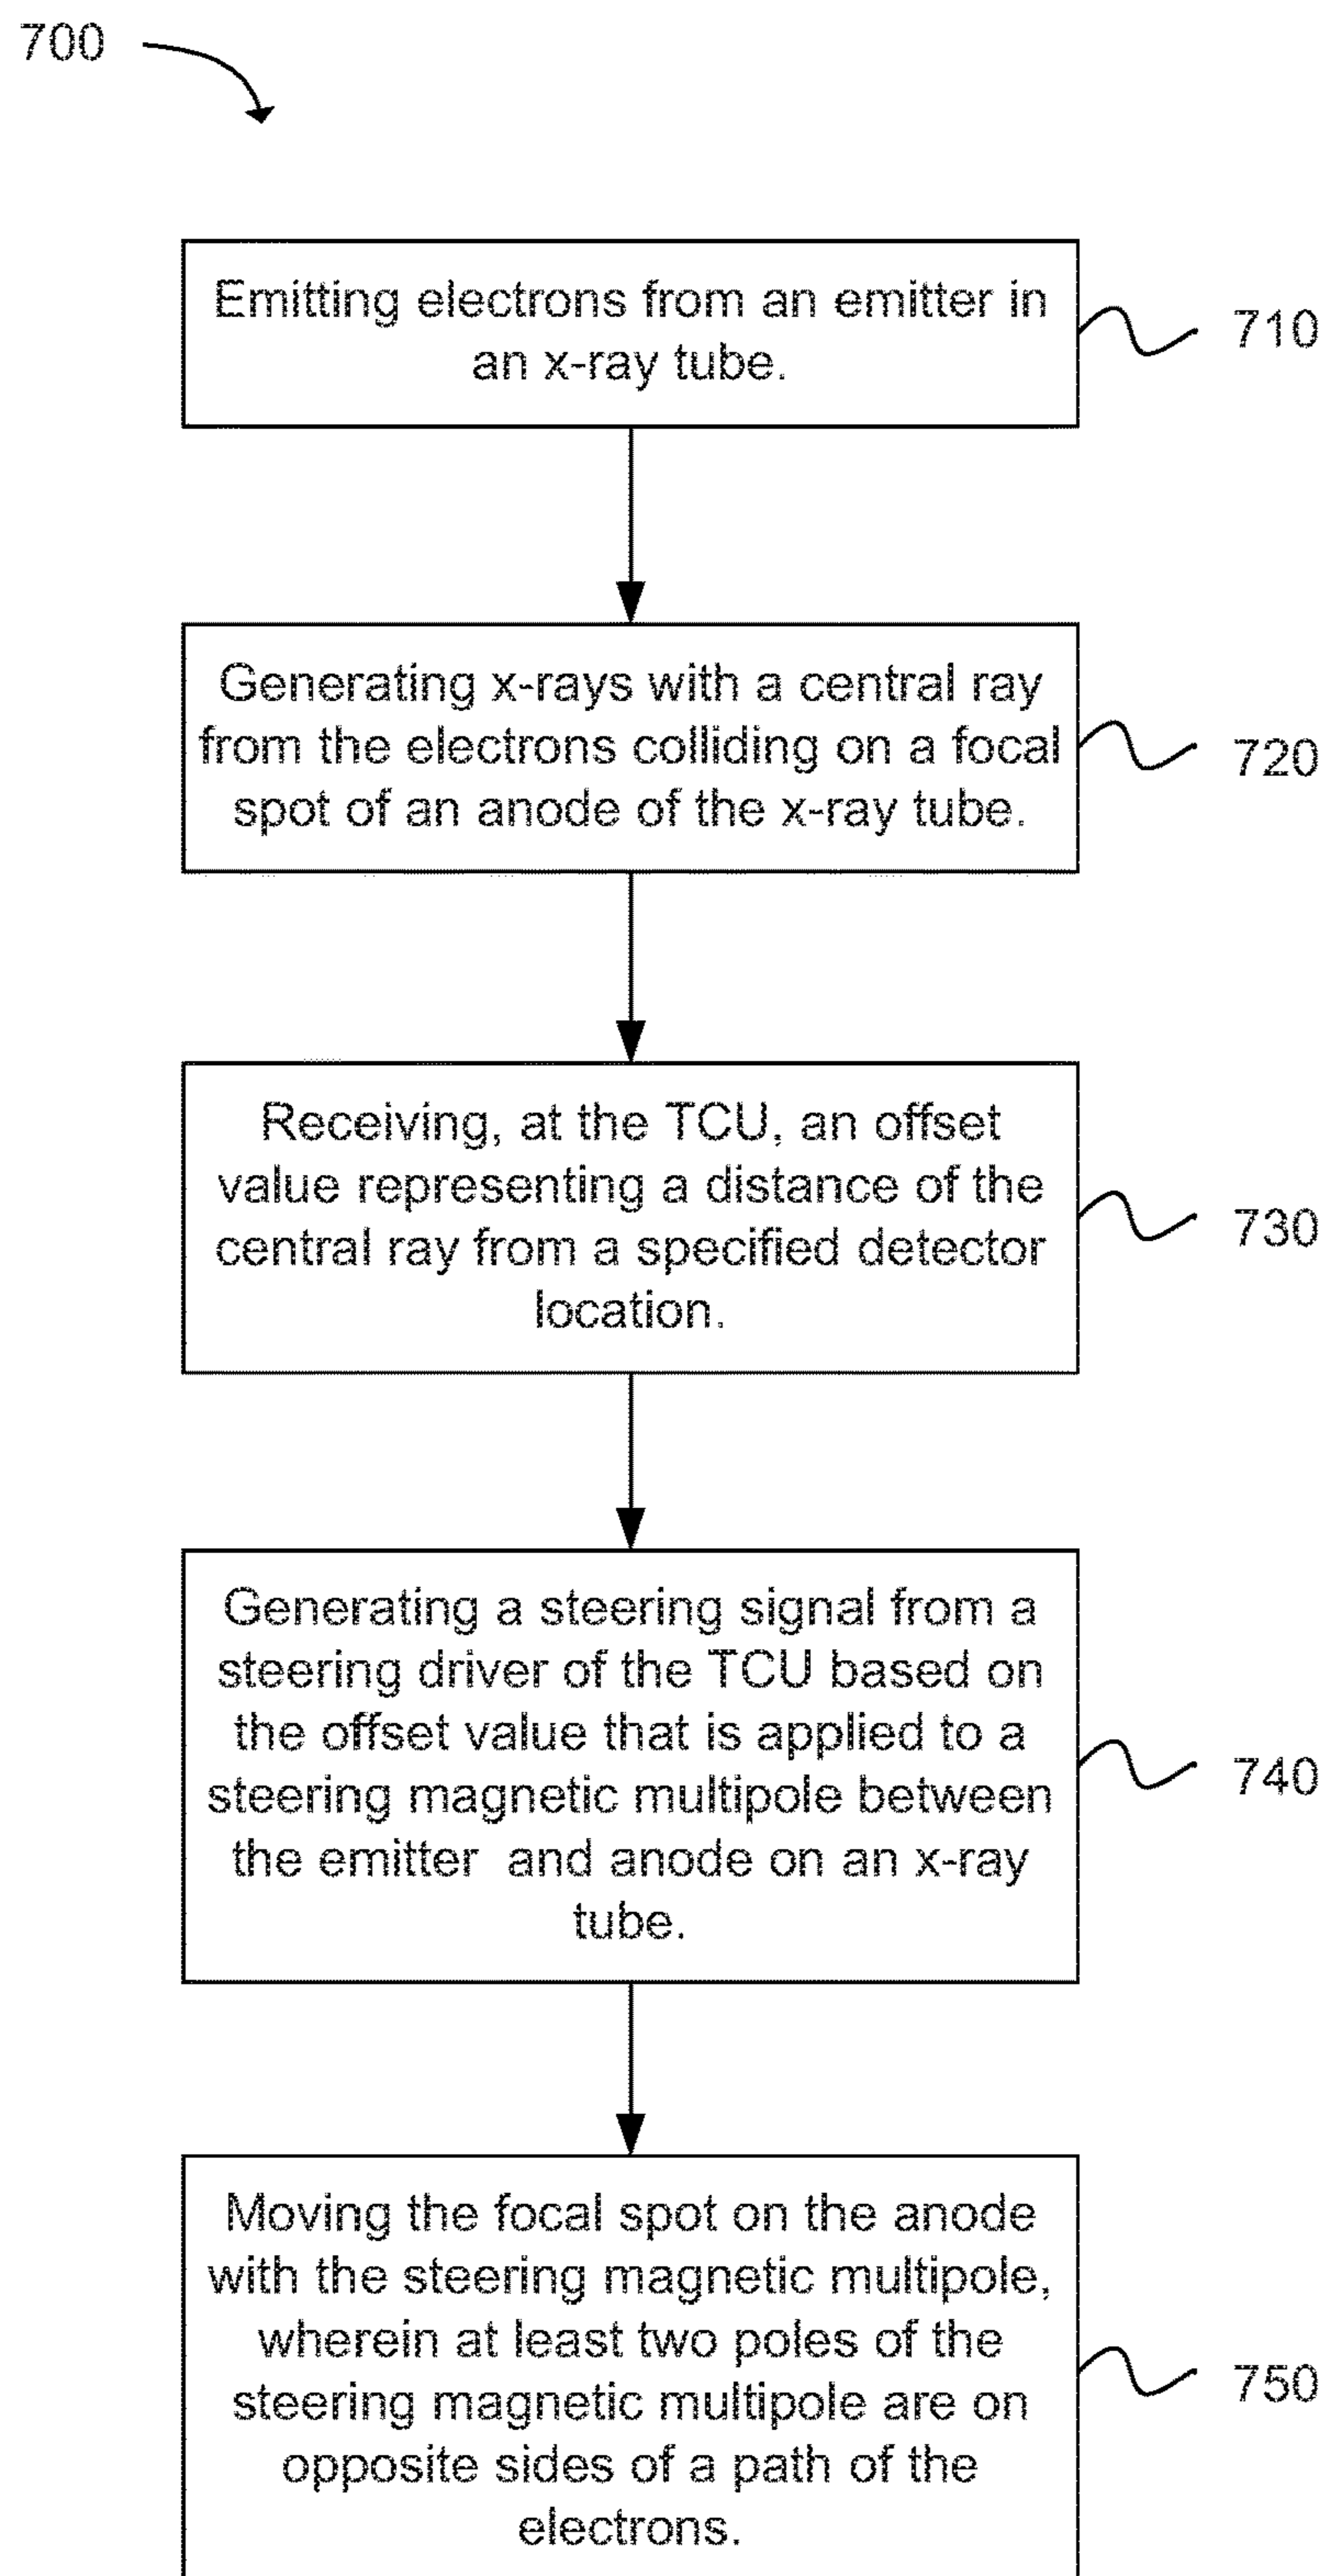 700
Emitting electrons from an emitter in
an x-ray tube.
710
Generating x-rays with a central ray
from the electrons colliding on a focal
spot of an anode of the x-ray tube.
720
Receiving, at the TCU, an offset
value representing a distance of the
central ray from a specified detector
location.
730
Generating a steering signal from a
steering driver of the TCU based on
the offset value that is applied to a
steering magnetic multipole between
the emitter and anode on an x-ray
tube.
740
Moving the focal spot on the anode
with the steering magnetic multipole,
wherein at least two poles of the
steering magnetic multipole are on
opposite sides of a path of the
electrons.
750